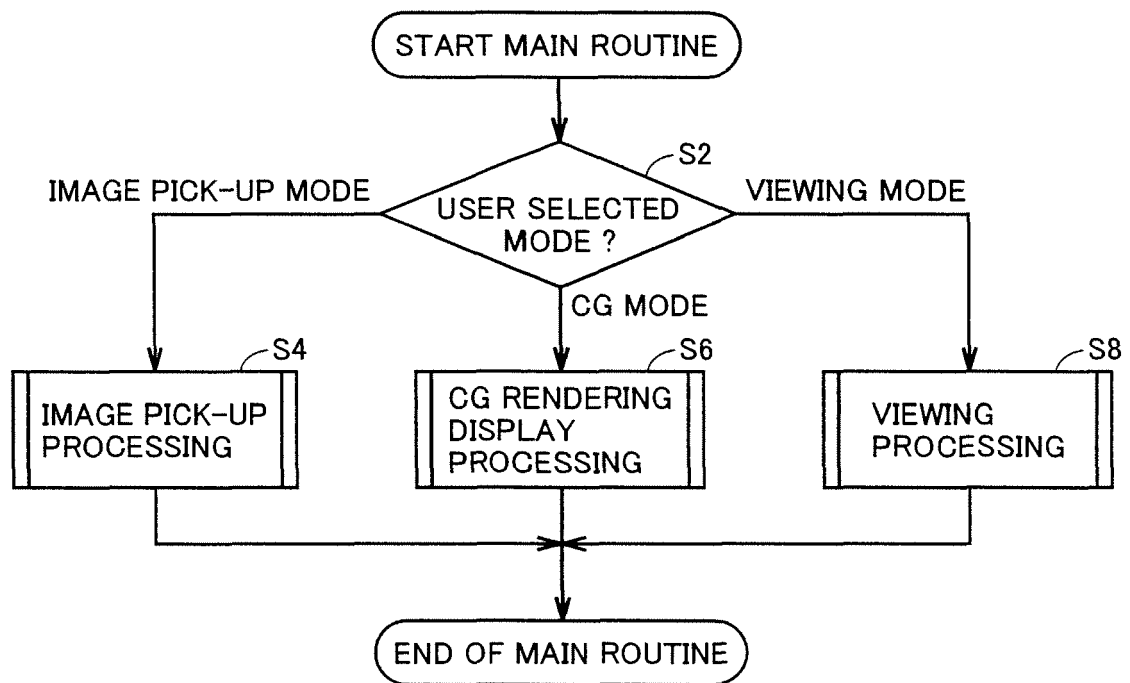 START MAIN ROUTINE
S2
IMAGE PICK-UP MODE
USER SELECTED
MODE ?
VIEWING MODE
CG MODE
S4
IMAGE PICK-UP
PROCESSING
S6
CG RENDERING
DISPLAY
PROCESSING
S8
VIEWING
PROCESSING
END OF MAIN ROUTINE